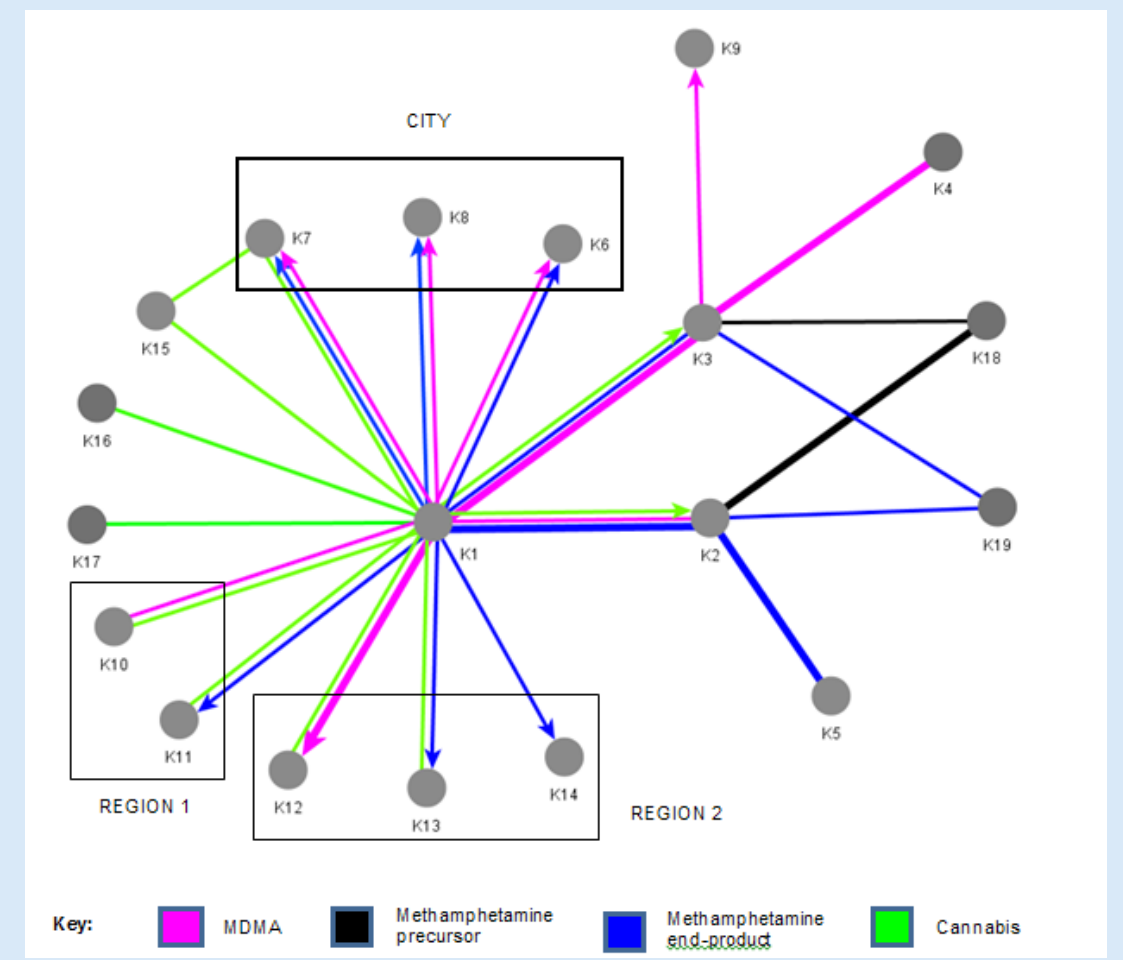 K9
CITY
K4
K8
K7
K6
K15
K3
K18
K16
K17
K1
K2
K19
K10
K11
K5
K12
K13
K14
REGION 1
REGION 2
Key:
MDMA
Methamphetamine
precursor
Methamphetamine
end-product
Cannabis